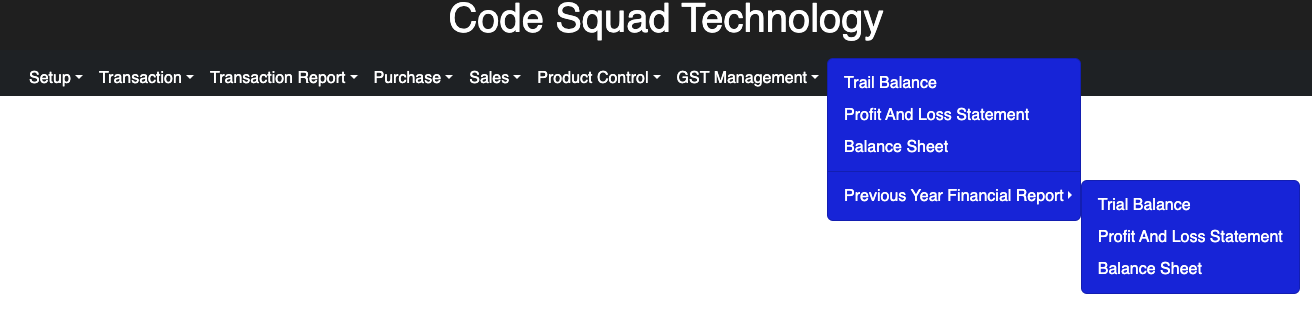 Code Squad Technology
Setup Transaction Transaction Report Purchase Sales Product Control GST Management
Trail Balance
Profit And Loss Statement
Balance Sheet
Previous Year Financial Report
Trial Balance
Profit And Loss Statement
Balance Sheet